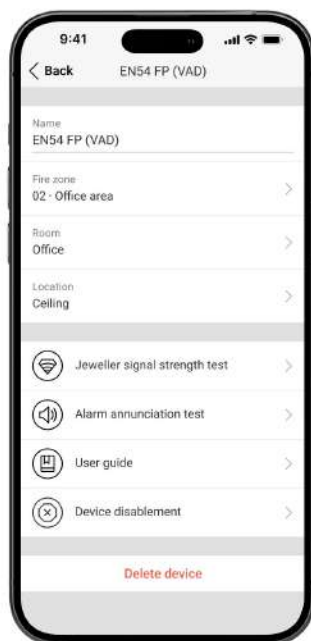 9:41
Back
EN54 FP (VAD)
Name
EN54 FP (VAD)
Fire zone
02 · Office area
Room
Office
Location
Ceiling
Jeweller signal strength test
Alarm annunciation test
User guide
Device disablement
Delete device